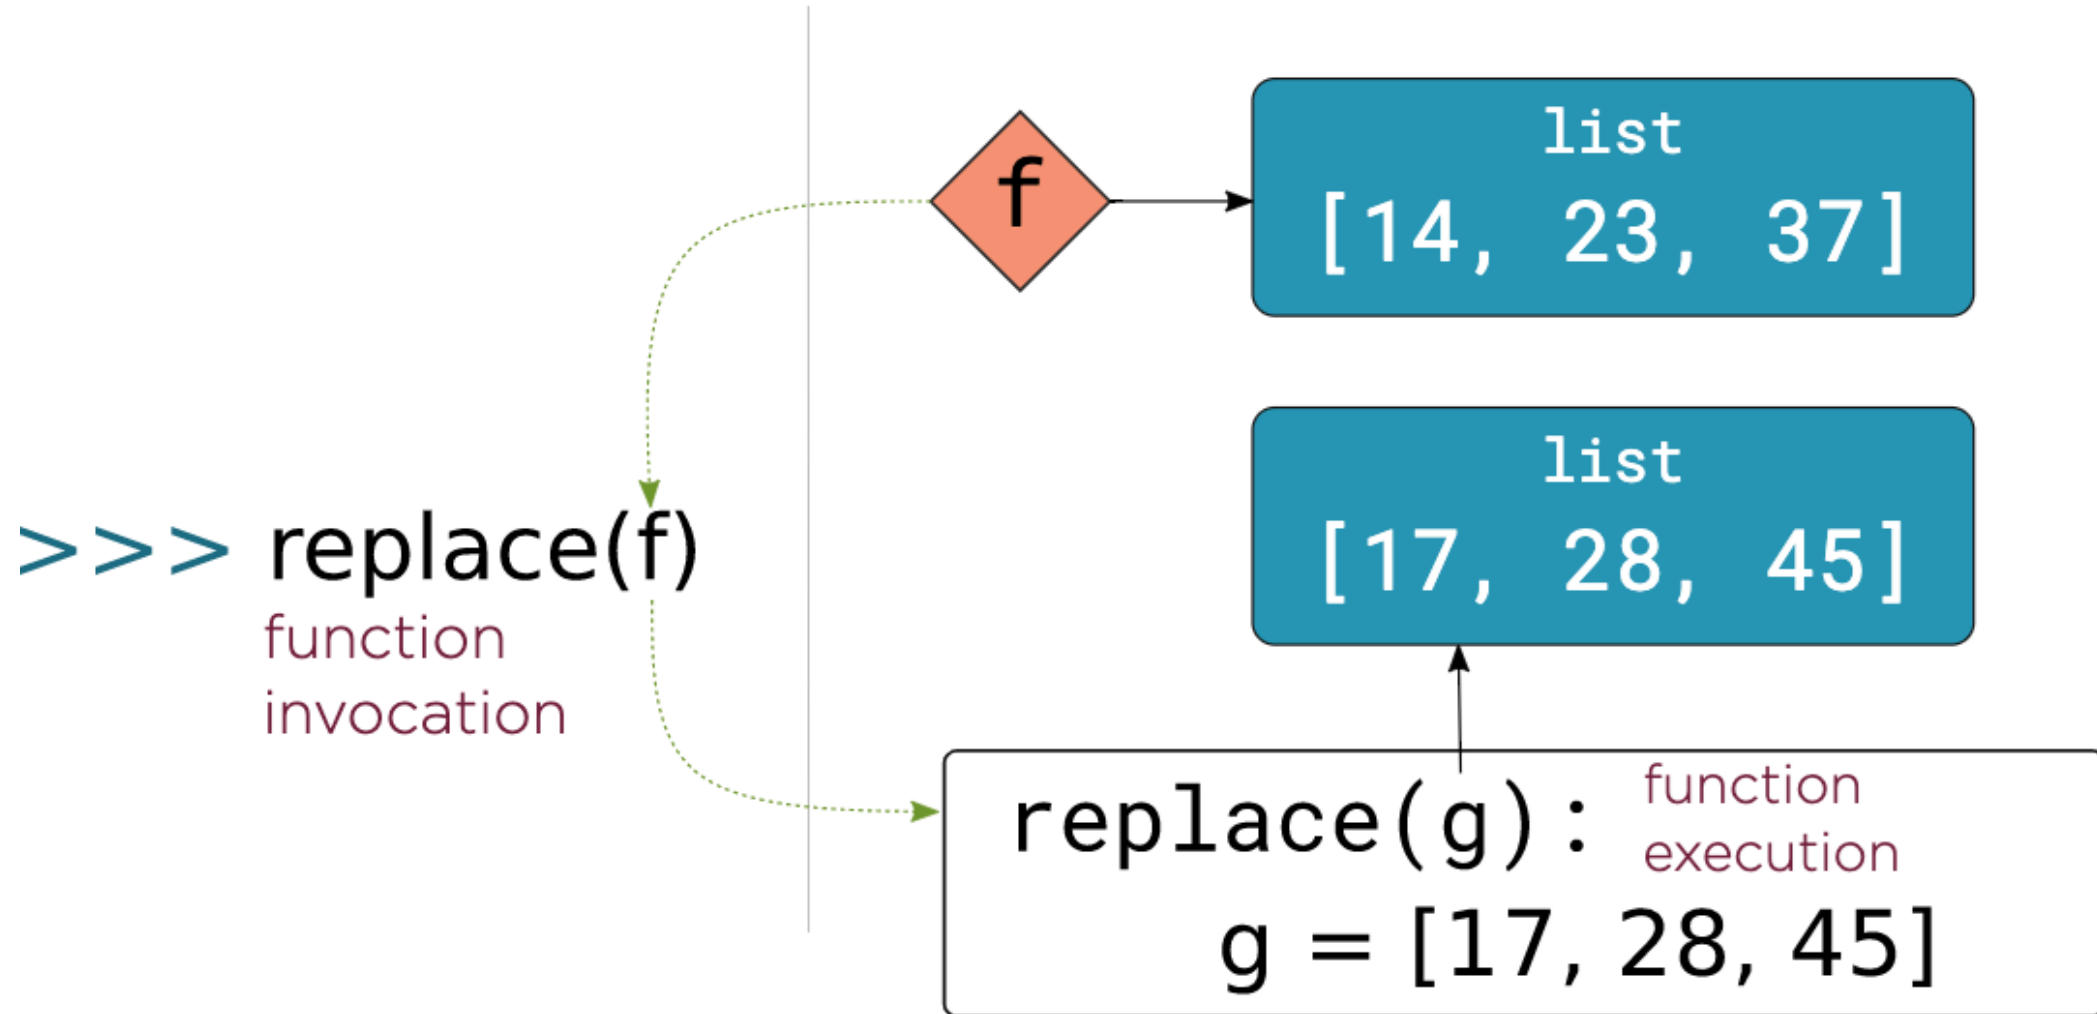 f
list
[14, 23, 37]
list
[17, 28, 45]
>>> replace(f)
function
invocation
replace(g):
function
execution
g = [17, 28, 45]